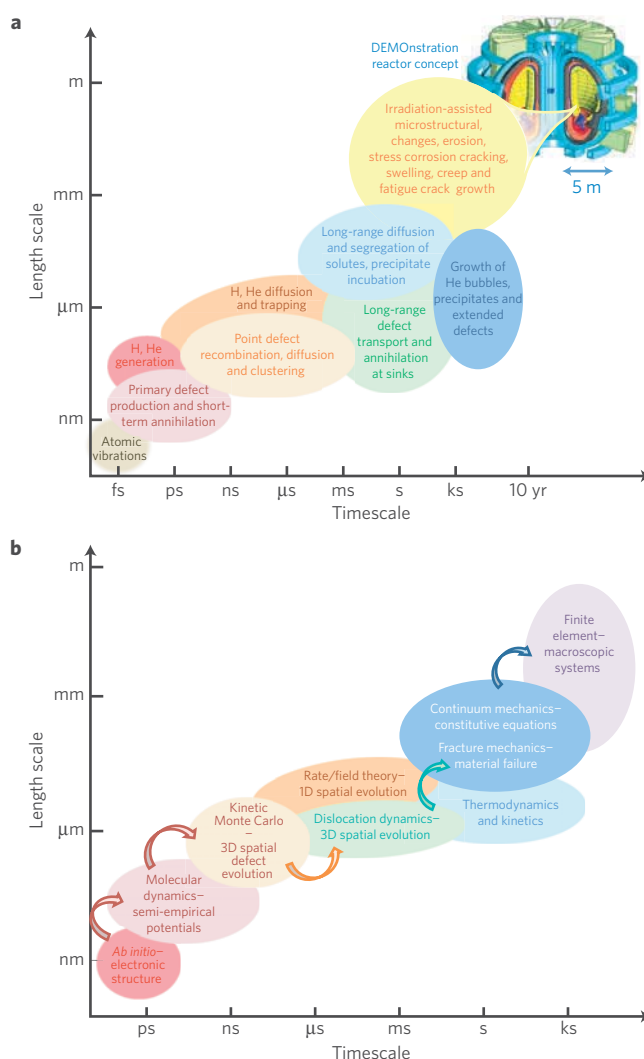 a
DEMOnstration
reactor concept
m
Irradiation-assisted
microstructural,
changes, erosion,
stress corrosion cracking,
swelling, creep and
fatigue crack growth
5 m
mm
Length scale
Long-range diffusion
and segregation of
solutes, precipitate
incubation
Growth of
He bubbles,
precipitates and
extended
defects
H, He diffusion
and trapping
µm
Long-range
defect
transport and
annihilation
at sinks
Point defect
recombination, diffusion
and clustering
H, He
generation
Primary defect
production and short-
term annihilation
nm
Atomic
vibrations
fs
ps
ns
µs
ms
s
ks
10 yr
Timescale
b
m
Finite
element–
macroscopic
systems
mm
Length scale
Continuum mechanics–
constitutive equations
Fracture mechanics–
material failure
Rate/field theory–
1D spatial evolution
Thermodynamics
and kinetics
Dislocation dynamics–
3D spatial evolution
µm
Kinetic
Monte Carlo
–
3D spatial
defect
evolution
Molecular
dynamics–
semi-empirical
potentials
Ab initio–
electronic
structure
nm
ps
ns
µs
ms
s
ks
Timescale